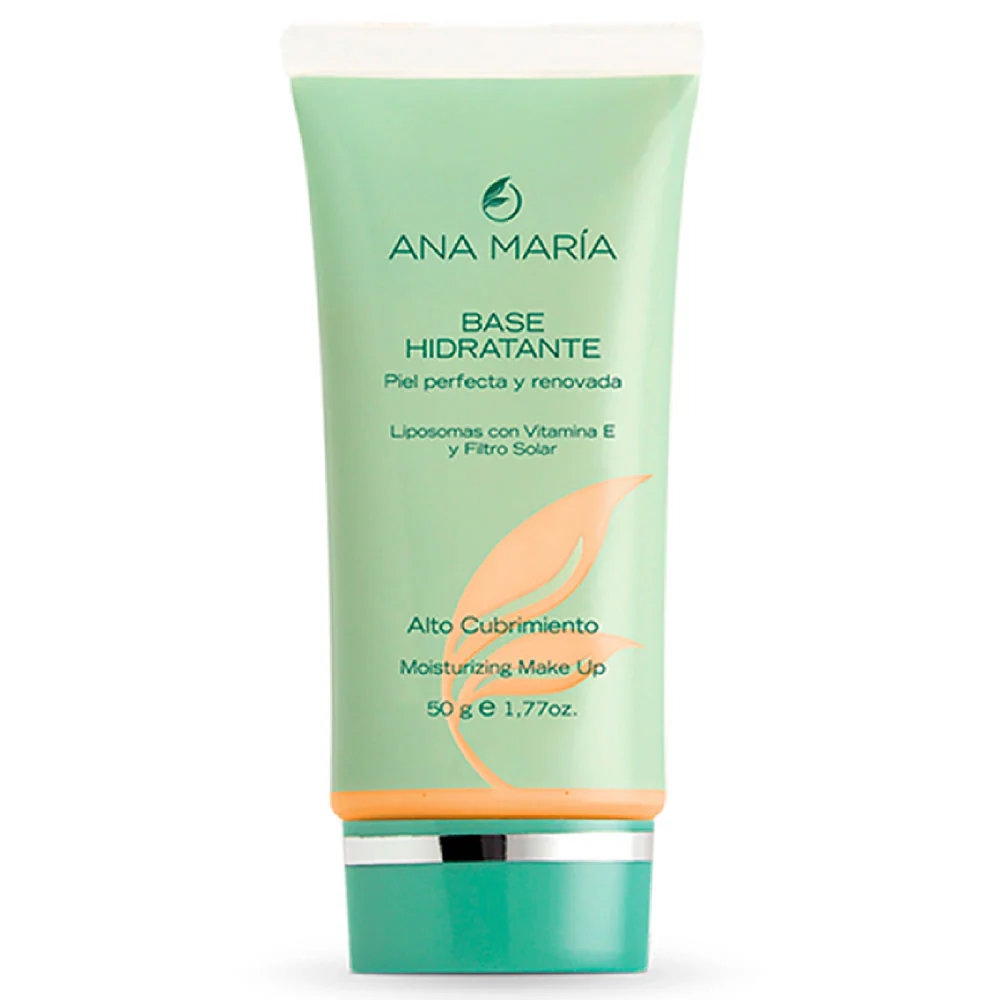 ANA MARÍA
BASE
HIDRATANTE
Piel perfecta y renovada
Liposomas con Vitamina E
y Filtro Solar
Alto Cubrimiento
Moisturizing Make Up
50 g e 1,77oz.